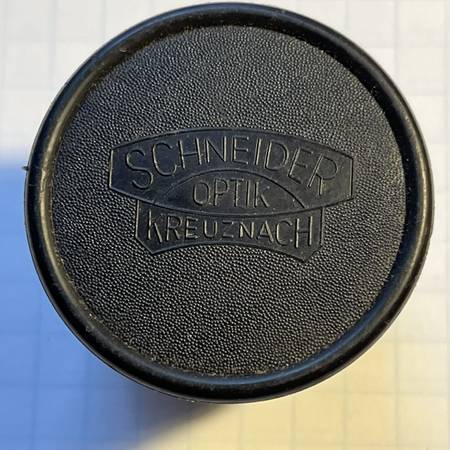 SCHNEIDER
OPTIK
KREUZNACH